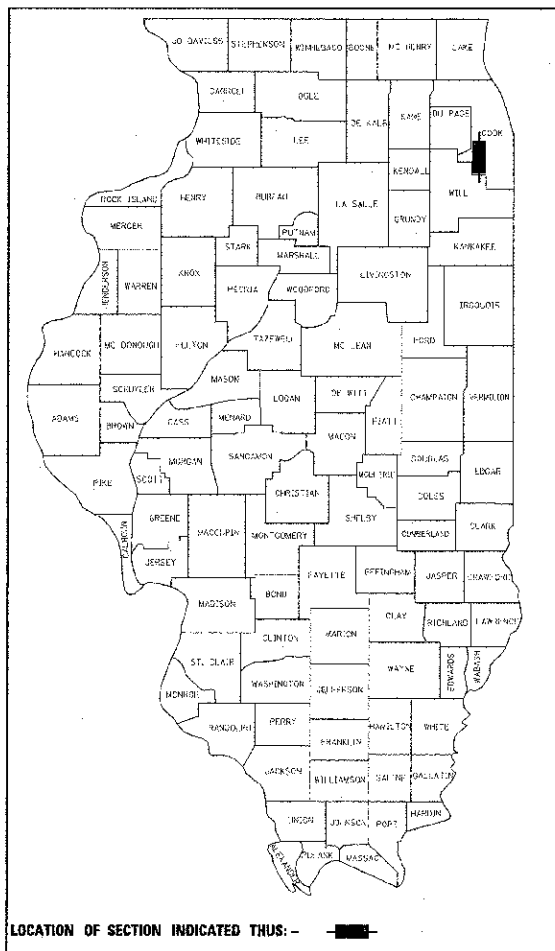 JO DAVIESS STEPHENSON WINNEBAGO BOONE MC HENRY LAKE
CARROLL OGLE
DE KALB KANE DU PAGE COOK
WHITESIDE LEE
KENDALL WILL
ROCK ISLAND HENRY BUREAU LA SALLE GRUNDY
MERCER PUTNAM KANKAKEE
STARK MARSHALL
HENDERSON WARREN KNOX PEORIA WOODFORD LIVINGSTON IROQUOIS
TAZEWELL MC LEAN FORD
HANCOCK MC DONOUGH FULTON
MASON
SCHUYLER LOGAN DE WITT CHAMPAIGN VERMILION
ADAMS BROWN CASS MENARD PIATT
MACON
MORGAN SANGAMON DOUGLAS
PIKE SCOTT MOULTRIE EDGAR
CHRISTIAN COLES
GREENE SHELBY
CALHOUN MACOUPIN MONTGOMERY CUMBERLAND CLARK
JERSEY
FAYETTE EFFINGHAM JASPER CRAWFORD
MADISON BOND
CLAY RICHLAND LAWRENCE
CLINTON MARION
ST. CLAIR WAYNE EDWARDS WABASH
WASHINGTON JEFFERSON
MONROE
RANDOLPH PERRY HAMILTON WHITE
FRANKLIN
JACKSON WILLIAMSON SALINE GALLATIN
UNION JOHNSON POPE HARDIN
ALEXANDER PULASKI MASSAC
LOCATION OF SECTION INDICATED THUS: -